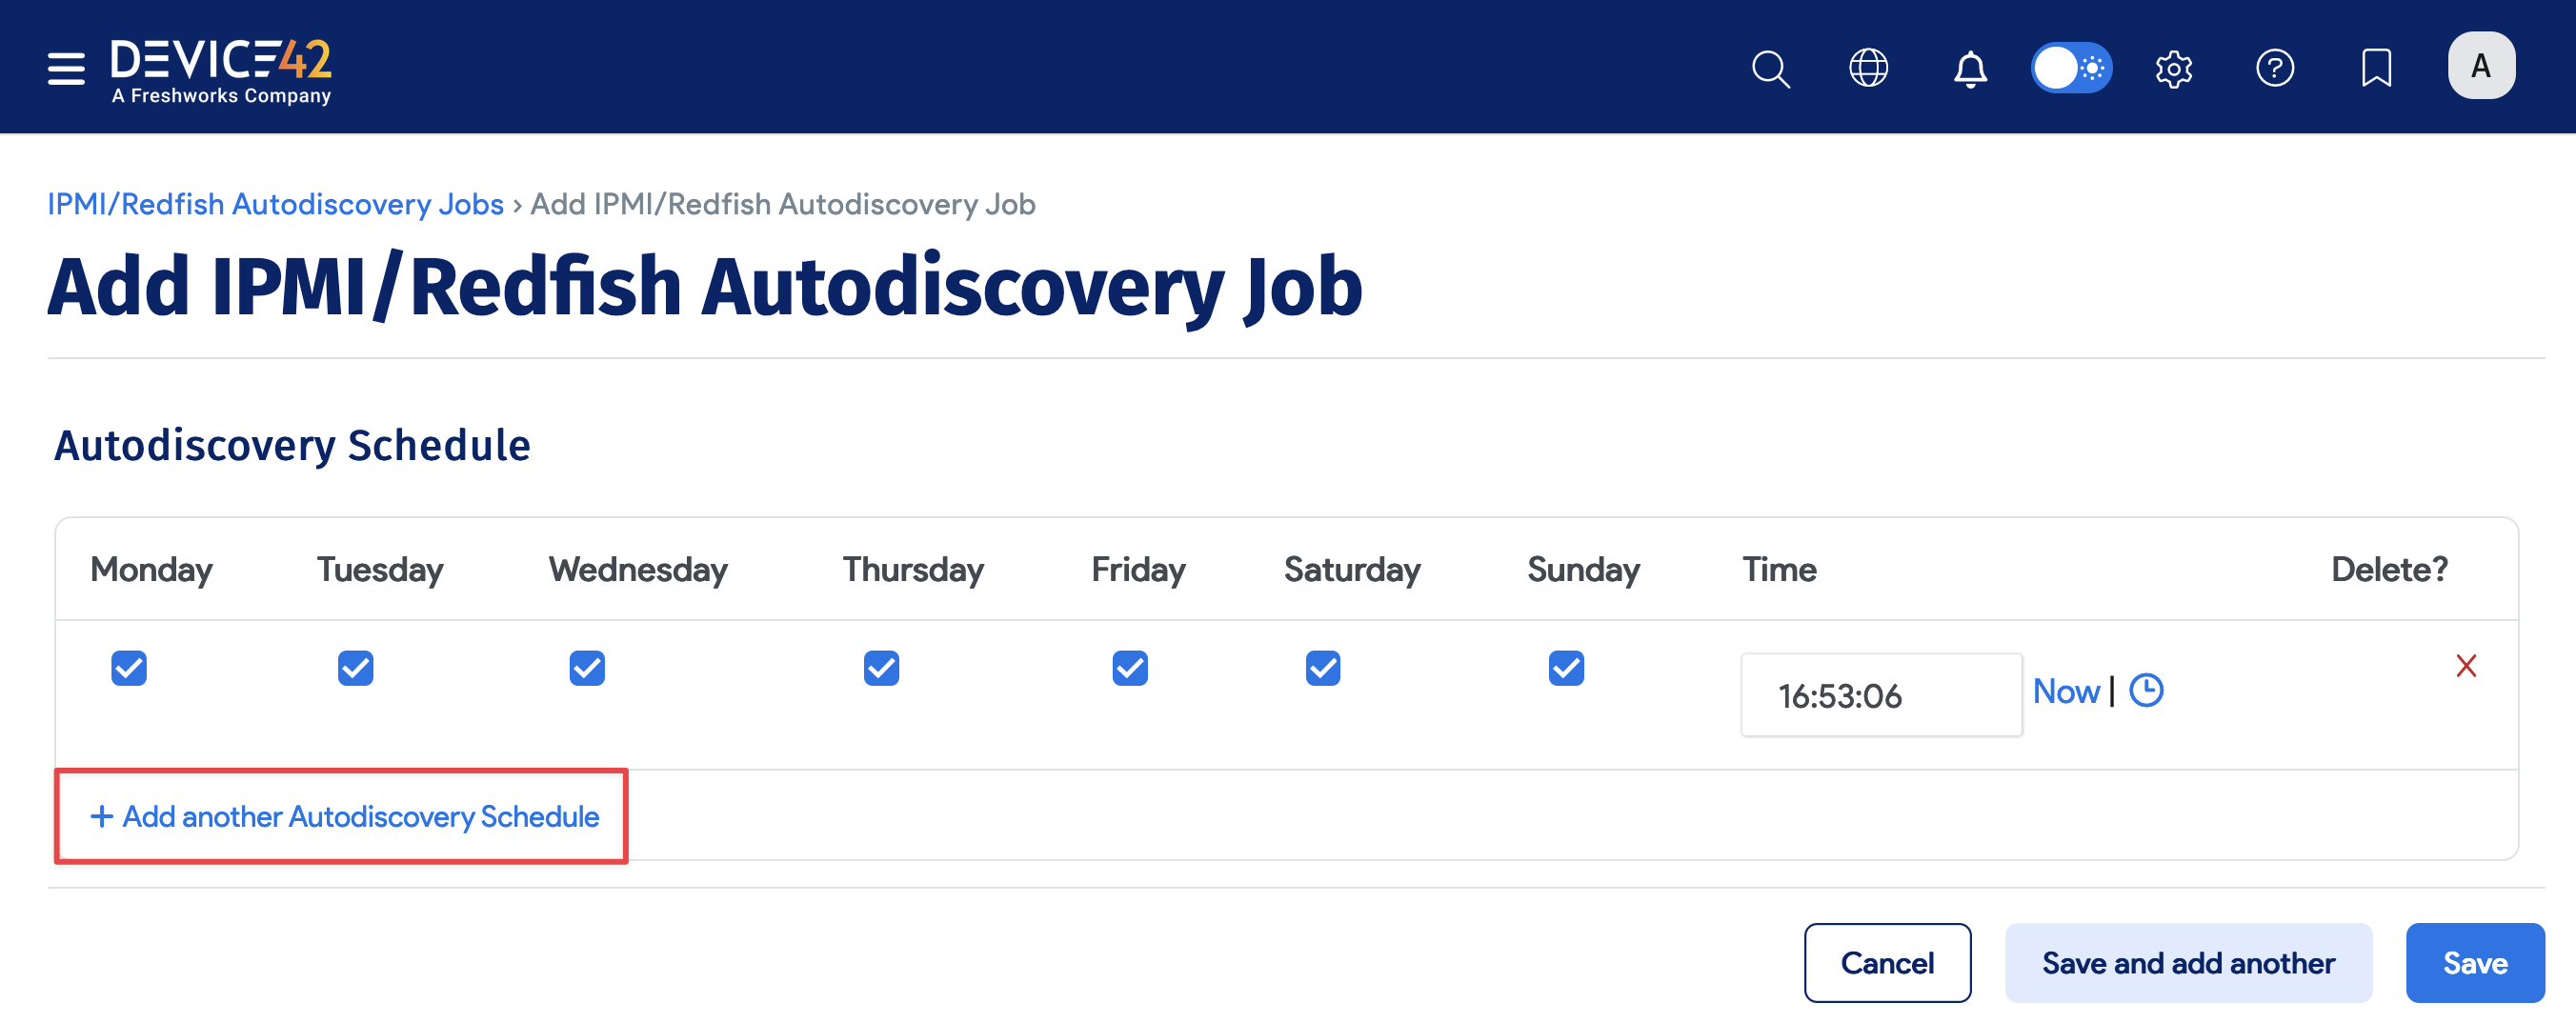 DEVICE42
A Freshworks Company
A
IPMI/Redfish Autodiscovery Jobs › Add IPMI/Redfish Autodiscovery Job
Add IPMI/Redfish Autodiscovery Job
Autodiscovery Schedule
Monday Tuesday Wednesday Thursday Friday Saturday Sunday Time Delete?
16:53:06 Now |
+ Add another Autodiscovery Schedule
Cancel Save and add another Save